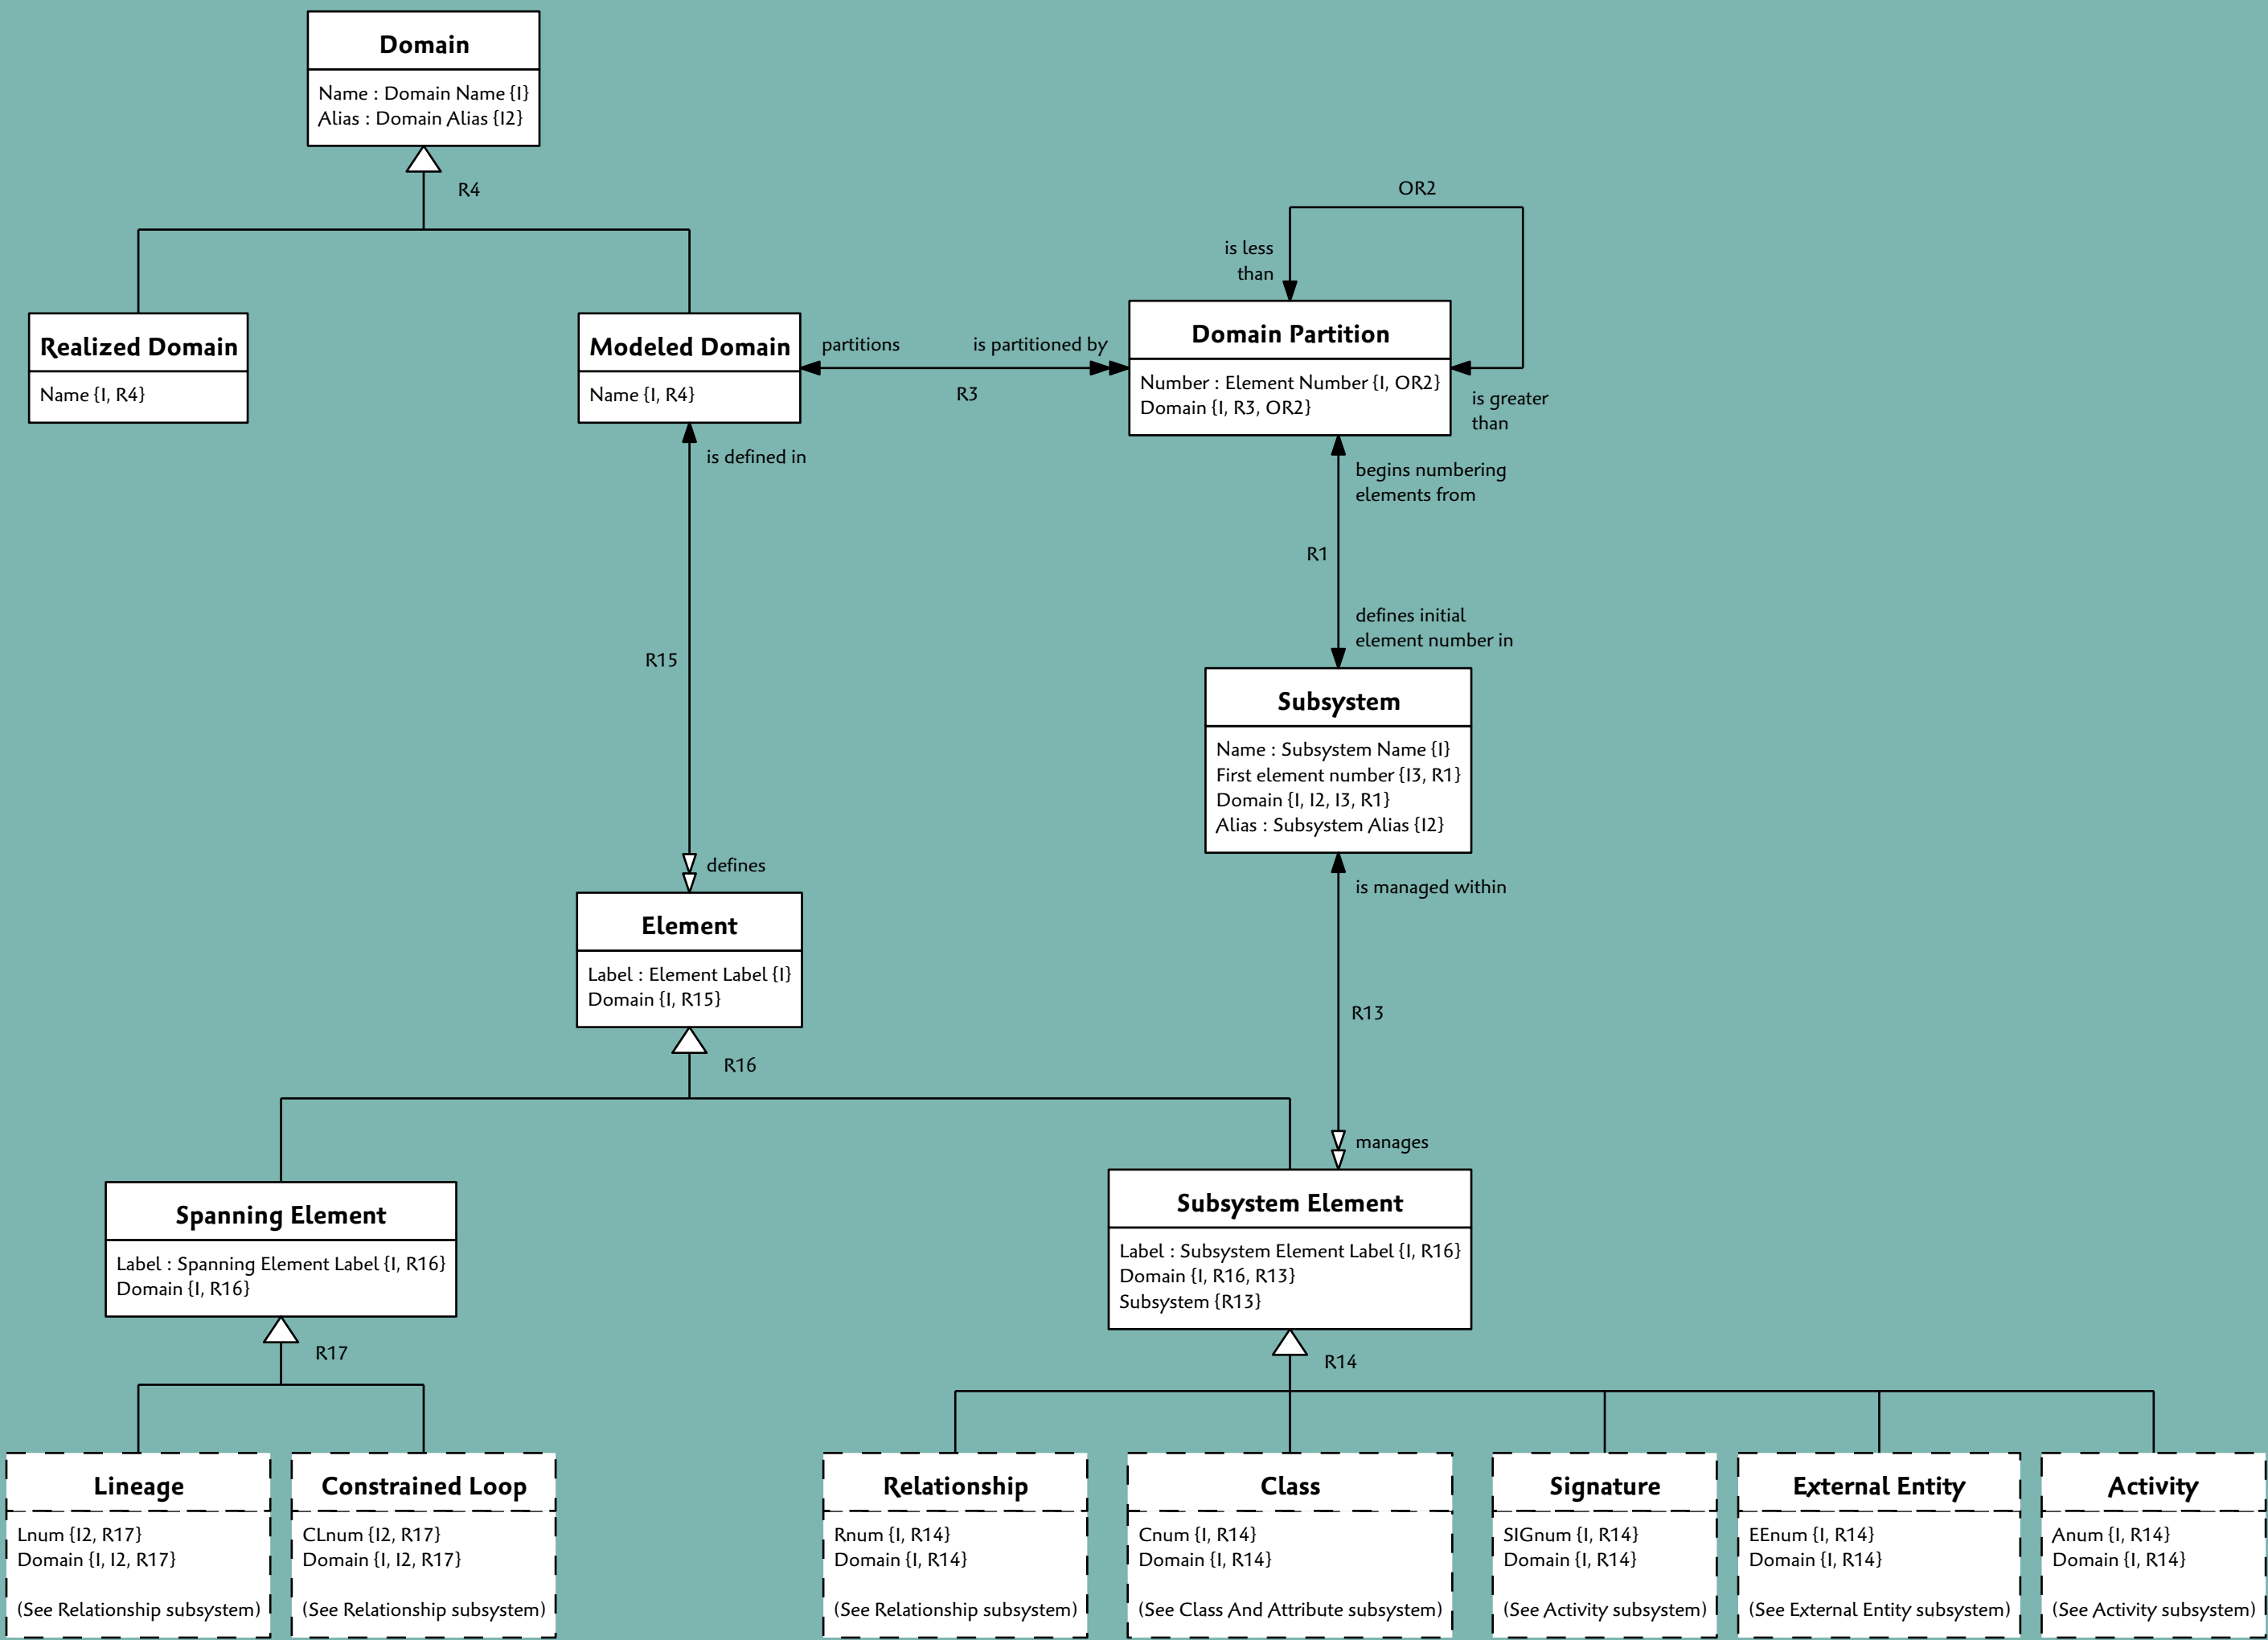 Domain
Name : Domain Name {I}
Alias : Domain Alias {I2}
R4
OR2
is less
than
Realized Domain
Name {I, R4}
Modeled Domain
Name {I, R4}
partitions
is partitioned by
R3
Domain Partition
Number : Element Number {I, OR2}
Domain {I, R3, OR2}
is greater
than
is defined in
begins numbering
elements from
R1
defines initial
element number in
R15
Subsystem
Name : Subsystem Name {I}
First element number {I3, R1}
Domain {I, I2, I3, R1}
Alias : Subsystem Alias {I2}
defines
is managed within
Element
Label : Element Label {I}
Domain {I, R15}
R13
R16
manages
Spanning Element
Label : Spanning Element Label {I, R16}
Domain {I, R16}
Subsystem Element
Label : Subsystem Element Label {I, R16}
Domain {I, R16, R13}
Subsystem {R13}
R17
R14
Lineage
Lnum {I2, R17}
Domain {I, I2, R17}
(See Relationship subsystem)
Constrained Loop
CLnum {I2, R17}
Domain {I, I2, R17}
(See Relationship subsystem)
Relationship
Rnum {I, R14}
Domain {I, R14}
(See Relationship subsystem)
Class
Cnum {I, R14}
Domain {I, R14}
(See Class And Attribute subsystem)
Signature
SIGnum {I, R14}
Domain {I, R14}
(See Activity subsystem)
External Entity
EEnum {I, R14}
Domain {I, R14}
(See External Entity subsystem)
Activity
Anum {I, R14}
Domain {I, R14}
(See Activity subsystem)